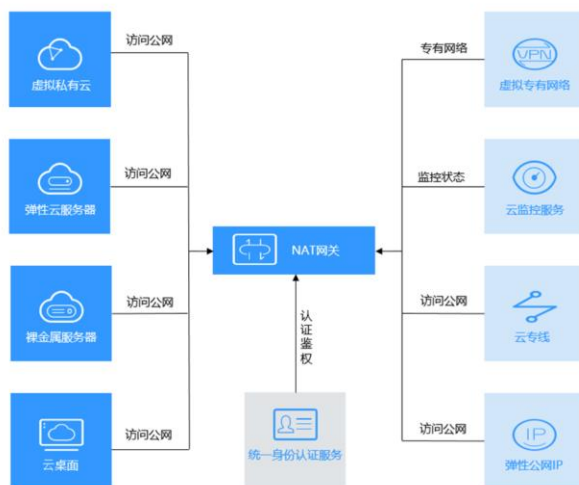 访问公网
虚拟私有云
专有网络
VPN
虚拟专有网络
访问公网
弹性云服务器
监控状态
云监控服务
NAT网关
访问公网
裸金属服务器
认证鉴权
访问公网
云专线
访问公网
云桌面
统一身份认证服务
访问公网
IP
弹性公网IP